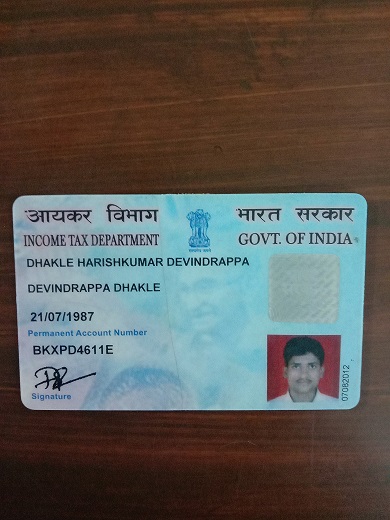 आयकर विभाग
भारत सरकार
INCOME TAX DEPARTMENT
GOVT. OF INDIA
DHAKLE HARISHKUMAR DEVINDRAPPA
DEVINDRAPPA DHAKLE
21/07/1987
Permanent Account Number
BKXPD4611E
Signature
07082012